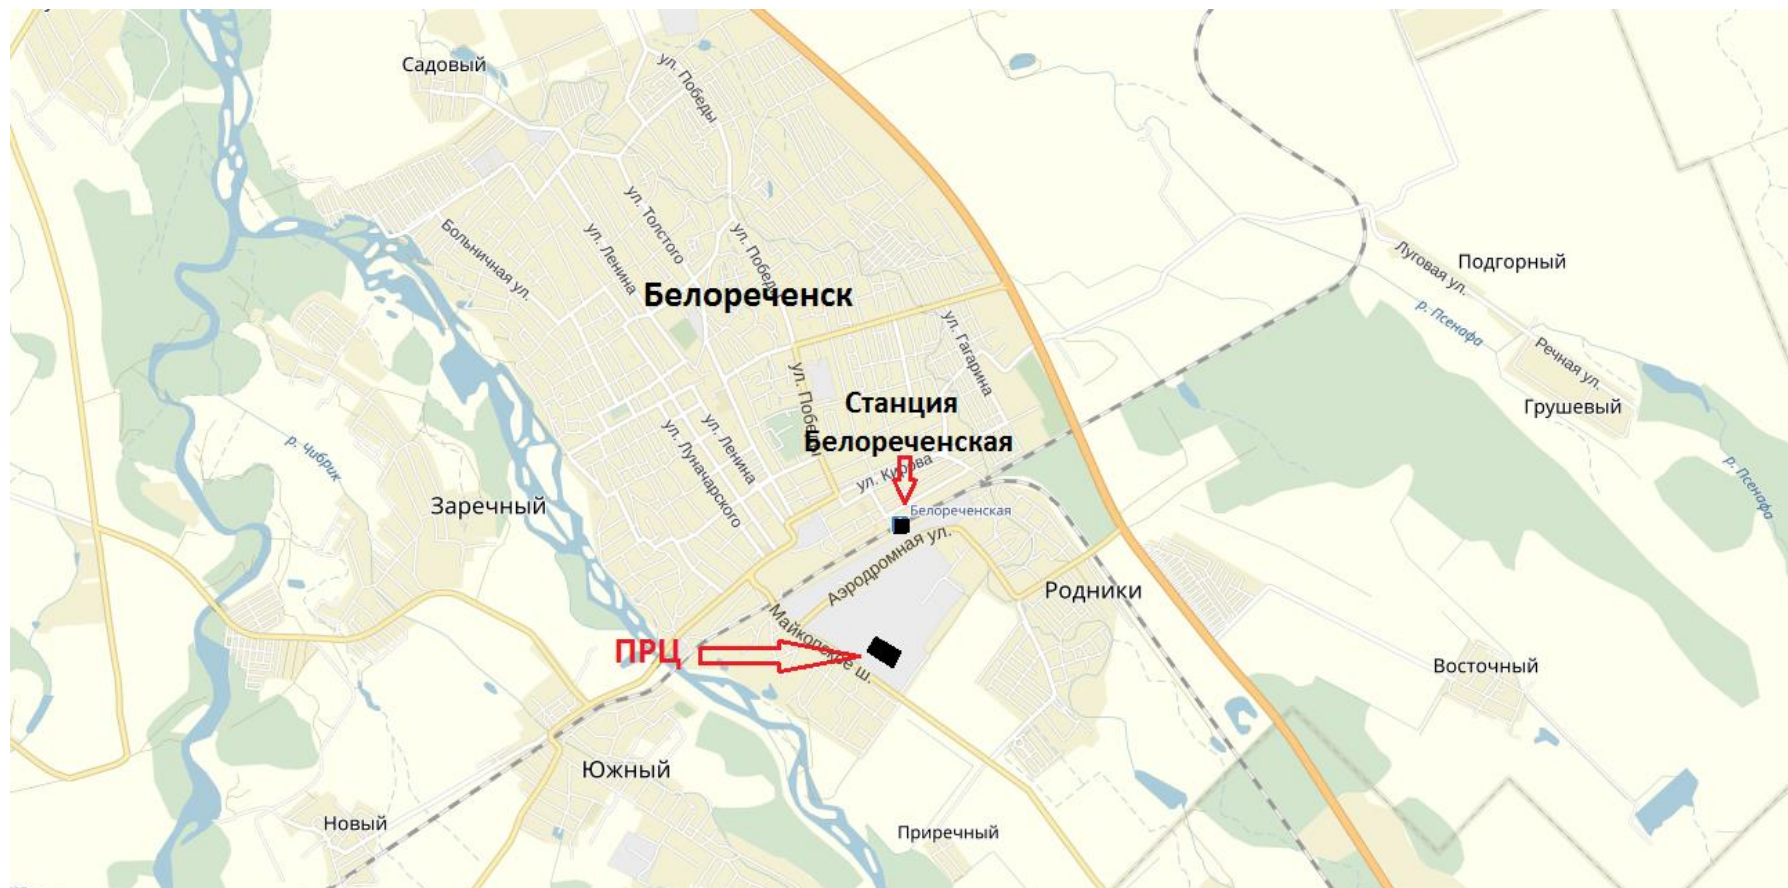 Садовый
ул. Победы
ул. Толстого
ул. Ленина
Больничная ул.
ул. Победы
Белореченск
Луговая ул.
Подгорный
р. Псенафа
Речная ул.
Грушевый
ул. Гагарина
Станция
Белореченская
ул. Победы
ул. Ленина
ул. Луначарского
ул. Кирова
р. Чибрик
Заречный
р. Псенафа
Белореченская
Аэродромная ул.
Родники
Майкопское ш.
ПРЦ
Восточный
Южный
Новый
Приречный